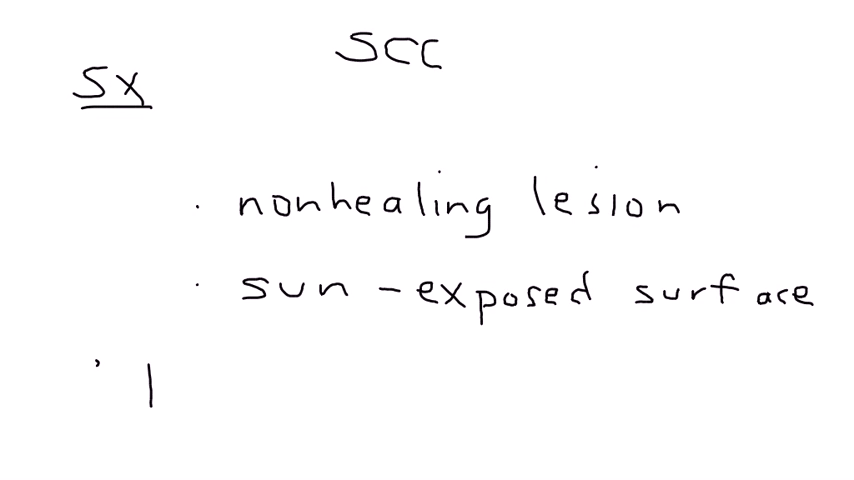 SCC
Sx
· nonhealing lesion
· sun-exposed surface